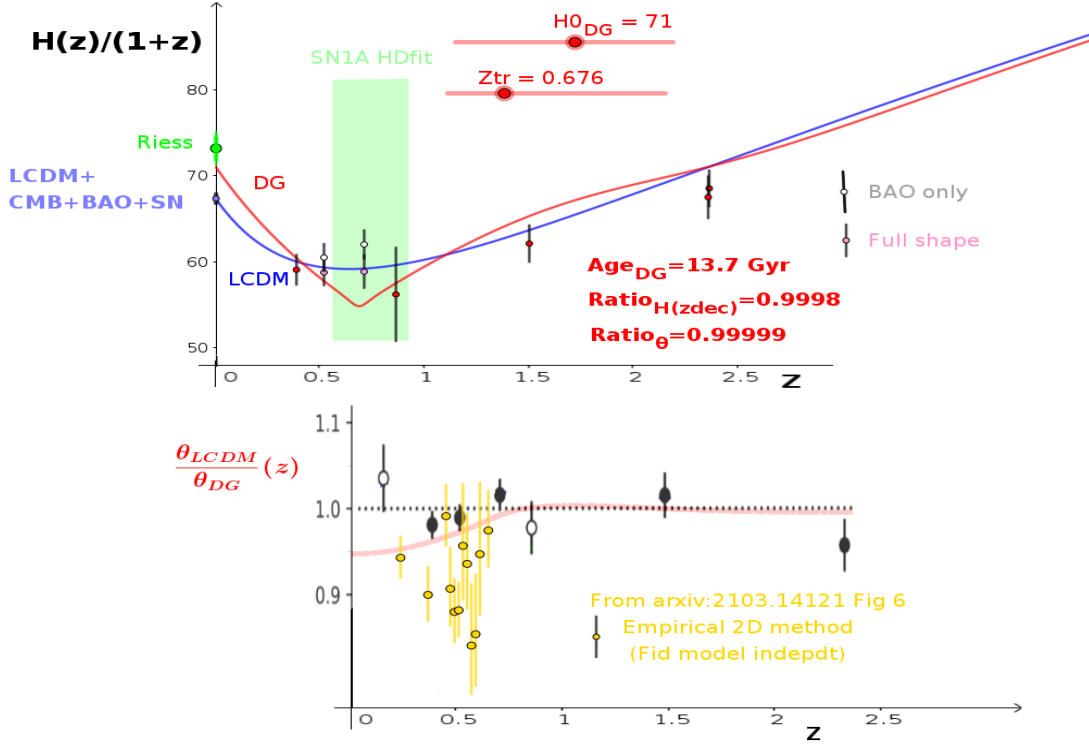 H(z)/(1+z)
H0DG = 71
SN1A HDfit
Ztr = 0.676
80
Riess
70
LCDM+
CMB+BAO+SN
DG
BAO only
Full shape
60
LCDM
AgeDG=13.7 Gyr
RatioH(zdec)=0.9998
Ratioθ=0.99999
50
0 0.5 1 1.5 2 2.5
z
1.1
θLCDM/θDG (z)
1.0
0.9
From arxiv:2103.14121 Fig 6
Empirical 2D method
(Fid model indepdt)
0 0.5 1 1.5 2 2.5
z